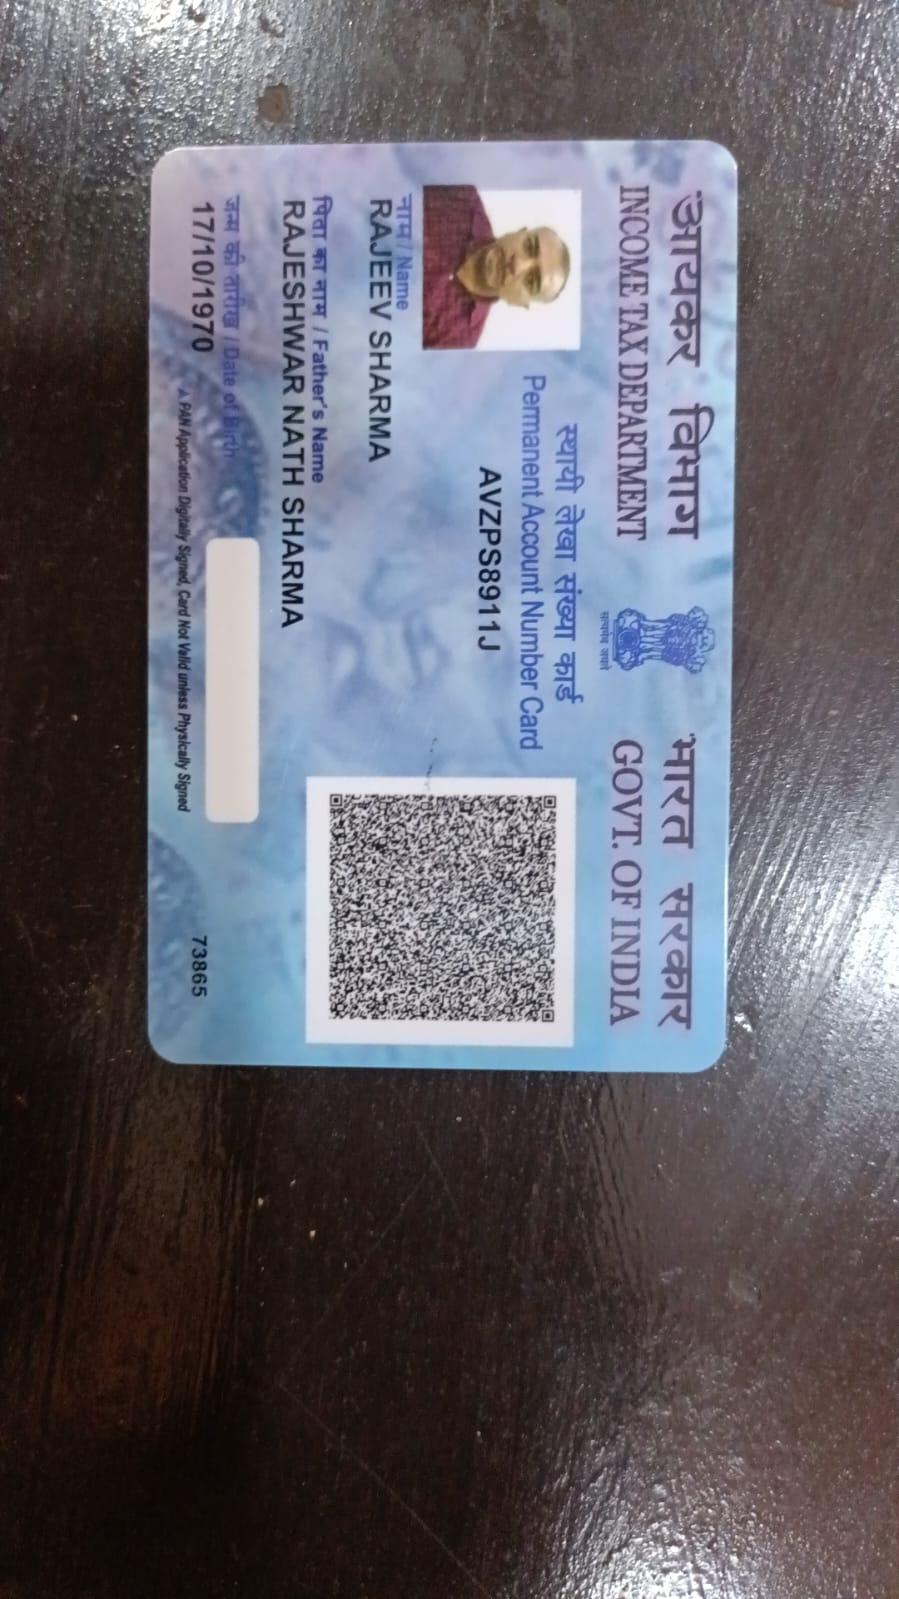 आयकर विभाग
INCOME TAX DEPARTMENT
सत्यमेव जयते
भारत सरकार
GOVT. OF INDIA
स्थायी लेखा संख्या कार्ड
Permanent Account Number Card
AVZPS8911J
नाम / Name
RAJEEV SHARMA
पिता का नाम / Father's Name
RAJESHWAR NATH SHARMA
जन्म की तारीख / Date of Birth
17/10/1970
PAN Application Digitally Signed, Card Not Valid unless Physically Signed
73865